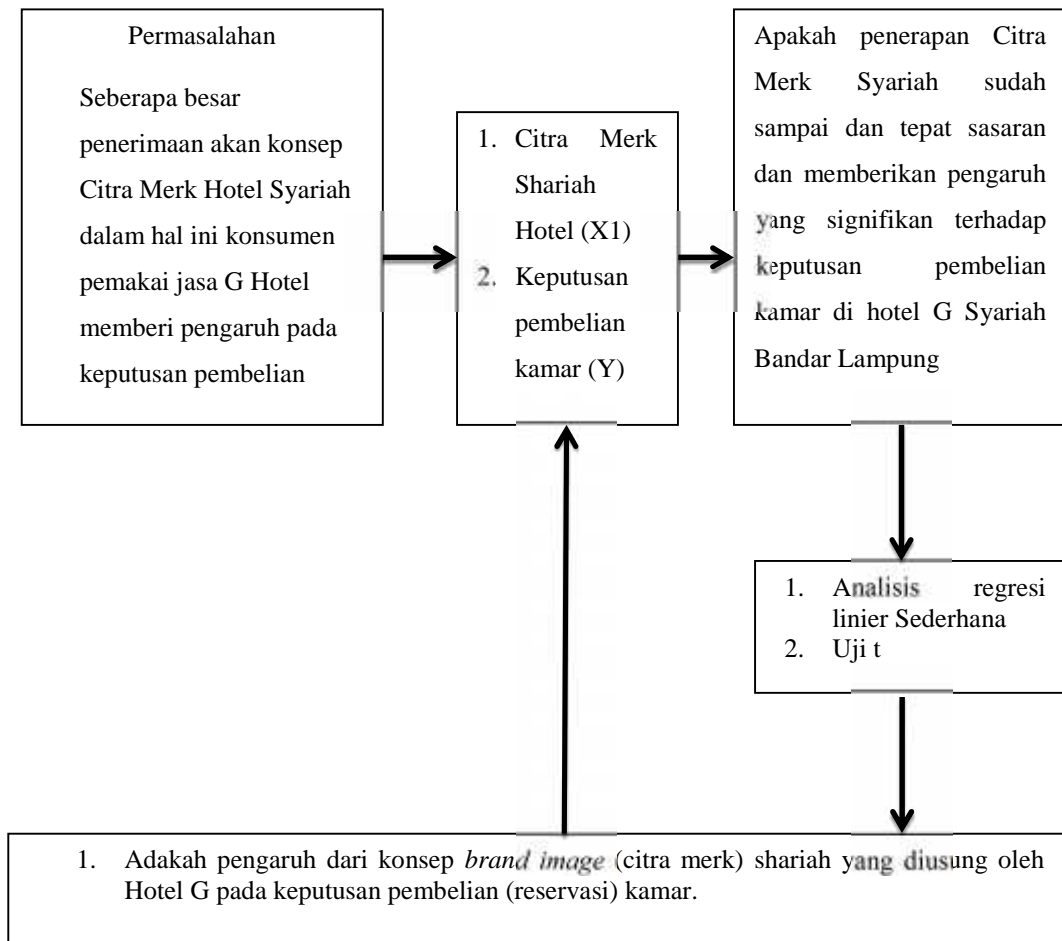 Permasalahan
Seberapa besar
penerimaan akan konsep
Citra Merk Hotel Syariah
dalam hal ini konsumen
pemakai jasa G Hotel
memberi pengaruh pada
keputusan pembelian
1. Citra Merk
Shariah
Hotel (X1)
2. Keputusan
pembelian
kamar (Y)
Apakah penerapan Citra
Merk Syariah sudah
sampai dan tepat sasaran
dan memberikan pengaruh
yang signifikan terhadap
keputusan pembelian
kamar di hotel G Syariah
Bandar Lampung
1. Analisis regresi
linier Sederhana
2. Uji t
1. Adakah pengaruh dari konsep brand image (citra merk) shariah yang diusung oleh
Hotel G pada keputusan pembelian (reservasi) kamar.